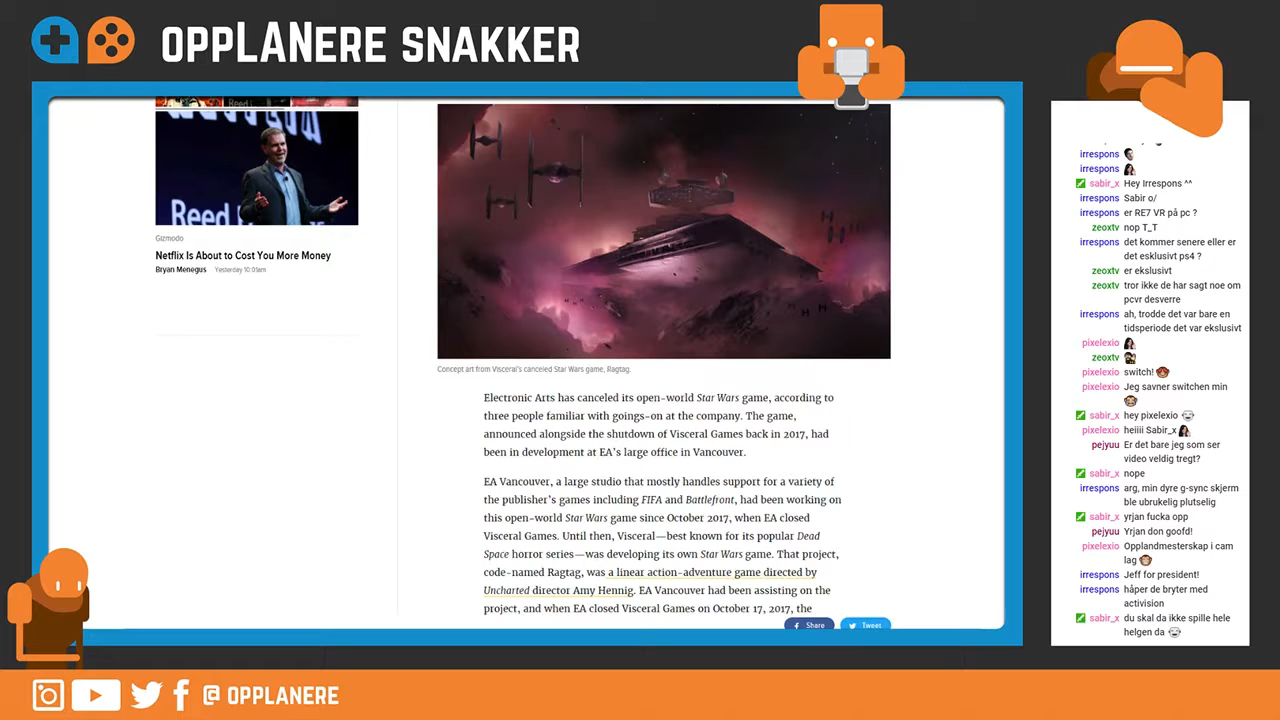 OPPLANERE SNAKKER
Reed
Gizmodo
Netflix Is About to Cost You More Money
Bryan Menegus Yesterday 10:05am
Concept art from Visceral's canceled Star Wars game, Ragtag.
Electronic Arts has canceled its open-world Star Wars game, according to
three people familiar with goings-on at the company. The game,
announced alongside the shutdown of Visceral Games back in 2017, had
been in development at EA's large office in Vancouver.
EA Vancouver, a large studio that mostly handles support for a variety of
the publisher's games including FIFA and Battlefront, had been working on
this open-world Star Wars game since October 2017, when EA closed
Visceral Games. Until then, Visceral—best known for its popular Dead
Space horror series—was developing its own Star Wars game. That project,
code-named Ragtag, was a linear action-adventure game directed by
Uncharted director Amy Hennig. EA Vancouver had been assisting on the
project, and when EA closed Visceral Games on October 17, 2017, the
Share Tweet
irrespons
irrespons
sabir_x Hey Irrespons ^^
irrespons Sabir o/
irrespons er RE7 VR på pc ?
zeoxtv nop T_T
irrespons det kommer senere eller er
det esklusivt ps4 ?
zeoxtv er ekslusivt
zeoxtv tror ikke de har sagt noe om
pcvr desverre
irrespons ah, trodde det var bare en
tidsperiode det var ekslusivt
pixelexio
zeoxtv
pixelexio switch!
pixelexio Jeg savner switchen min
sabir_x hey pixelexio
pixelexio heiiii Sabir_x
pejyuu Er det bare jeg som ser
video veldig tregt?
sabir_x nope
irrespons arg, min dyre g-sync skjerm
ble ubrukelig plutselig
sabir_x yrjan fucka opp
pejyuu Yrjan don goofd!
pixelexio Opplandmesterskap i cam
lag
irrespons Jeff for president!
irrespons håper de bryter med
activision
sabir_x du skal da ikke spille hele
helgen da
@ OPPLANERE